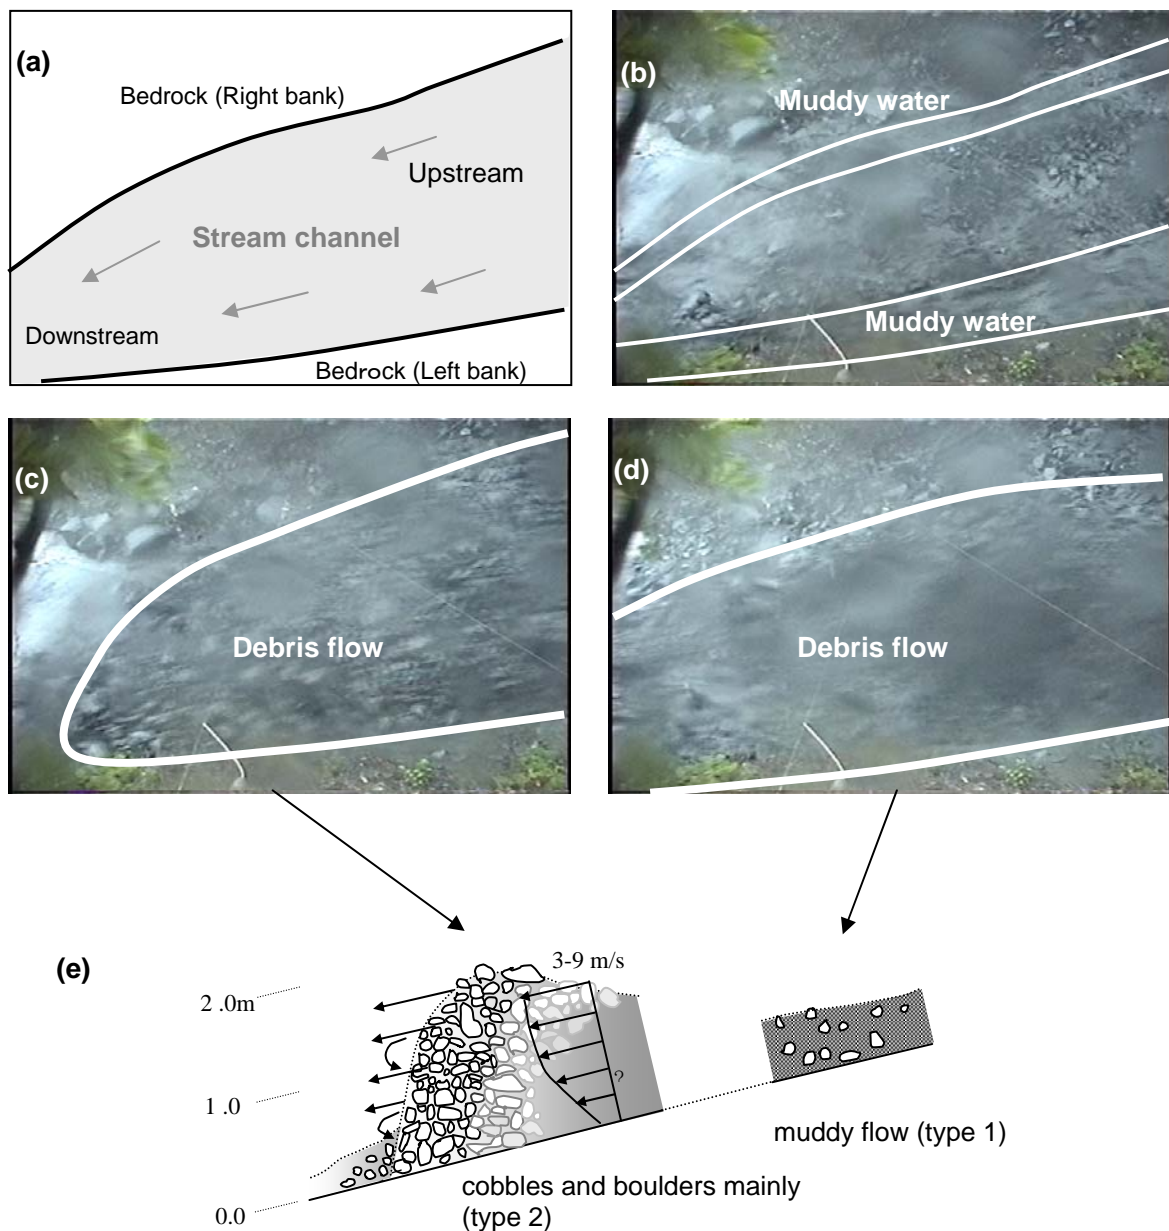 (a)
Bedrock (Right bank)
Upstream
Stream channel
Downstream
Bedrock (Left bank)
(b)
Muddy water
Muddy water
(c)
Debris flow
(d)
Debris flow
(e)
3-9 m/s
2 .0m
1 .0
0.0
?
muddy flow (type 1)
cobbles and boulders mainly
(type 2)